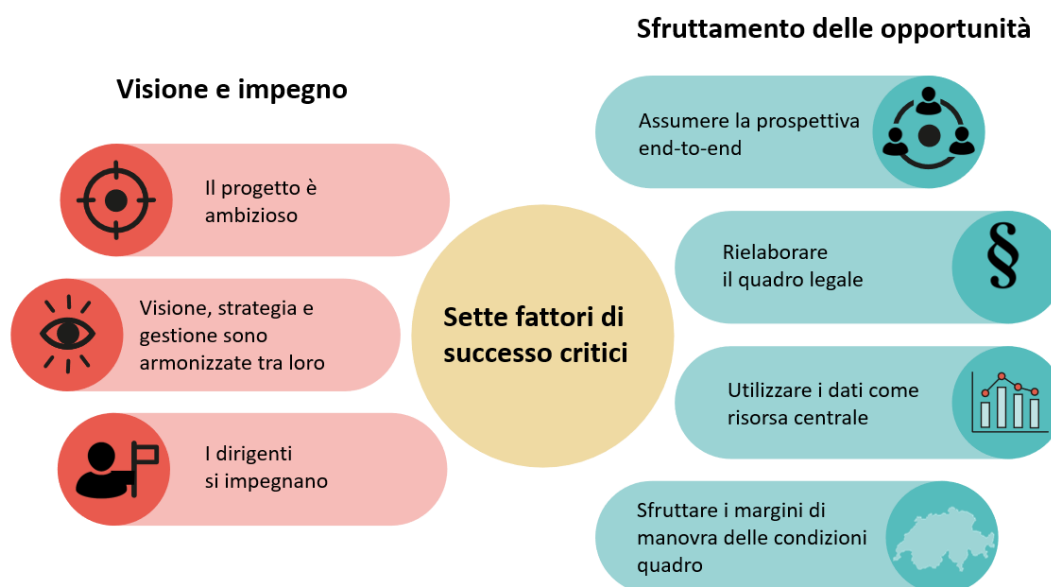 Sfruttamento delle opportunità
Visione e impegno
Il progetto è
ambizioso
Visione, strategia e
gestione sono
armonizzate tra loro
I dirigenti
si impegnano
Sette fattori di
successo critici
Assumere la prospettiva
end-to-end
Rielaborare
il quadro legale
§
Utilizzare i dati come
risorsa centrale
Sfruttare i margini di
manovra delle condizioni
quadro